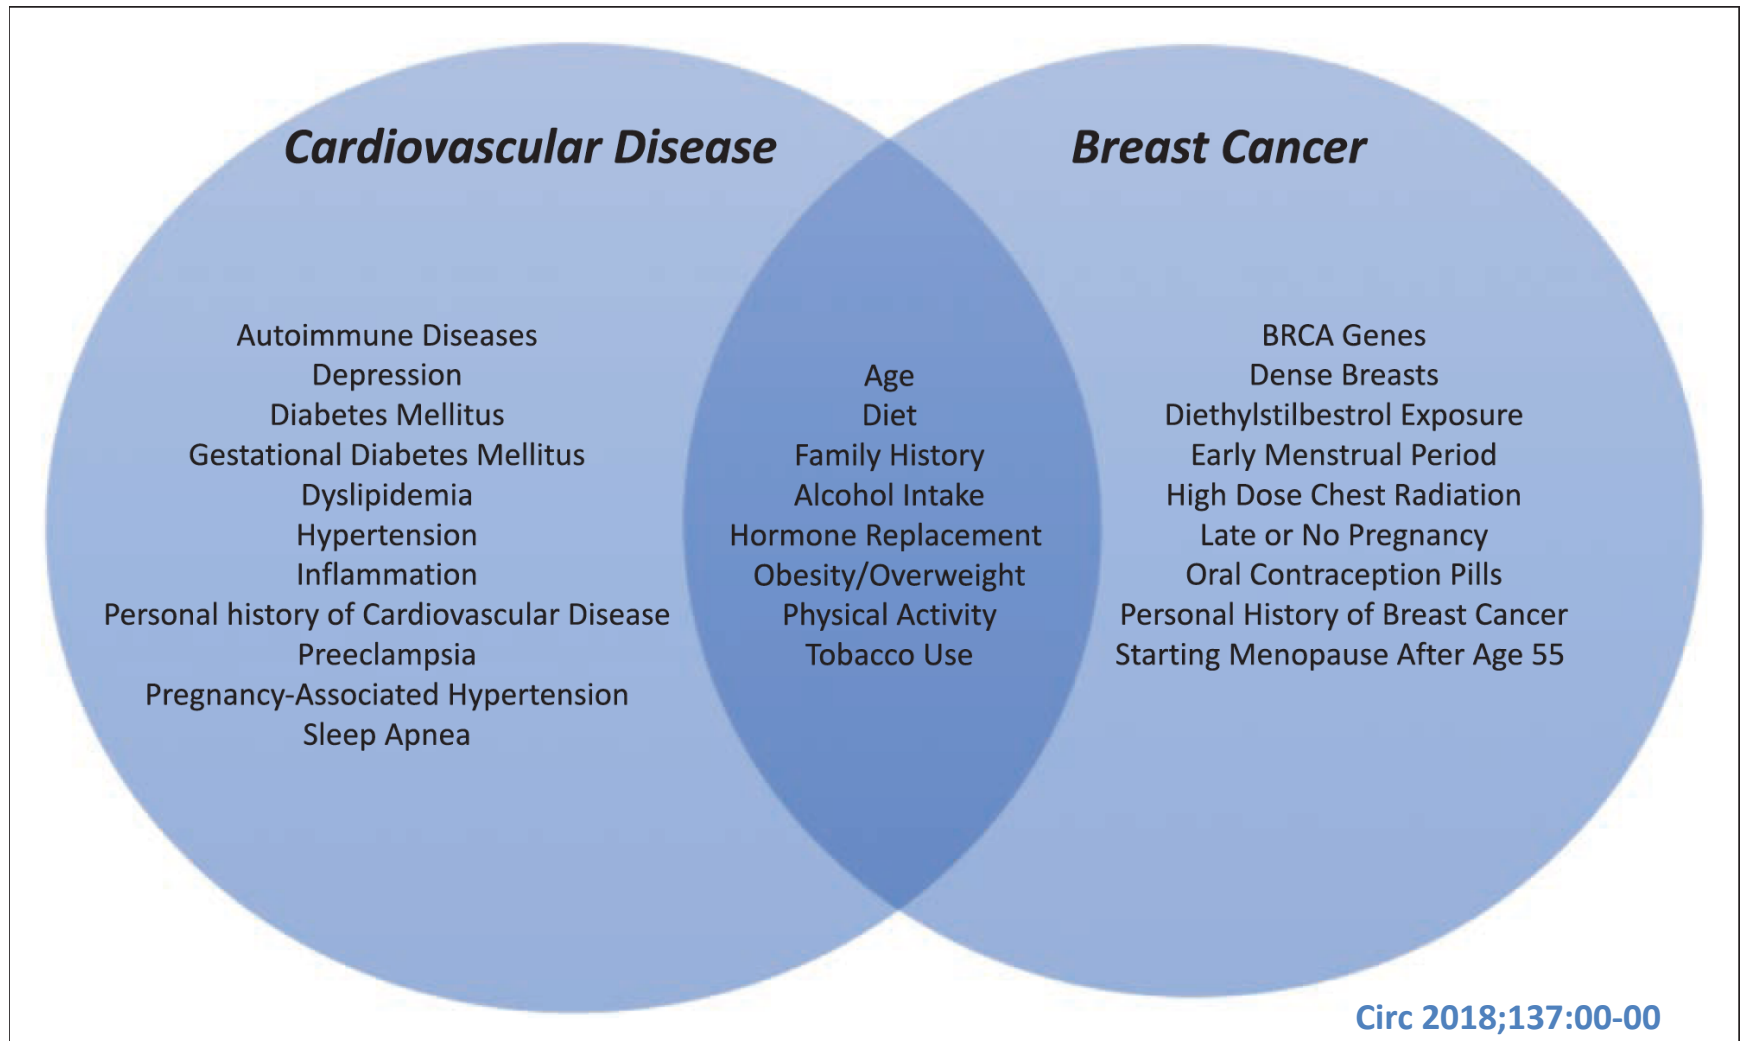 Cardiovascular Disease
Breast Cancer
Autoimmune Diseases
Depression
Diabetes Mellitus
Gestational Diabetes Mellitus
Dyslipidemia
Hypertension
Inflammation
Personal history of Cardiovascular Disease
Preeclampsia
Pregnancy-Associated Hypertension
Sleep Apnea
Age
Diet
Family History
Alcohol Intake
Hormone Replacement
Obesity/Overweight
Physical Activity
Tobacco Use
BRCA Genes
Dense Breasts
Diethylstilbestrol Exposure
Early Menstrual Period
High Dose Chest Radiation
Late or No Pregnancy
Oral Contraception Pills
Personal History of Breast Cancer
Starting Menopause After Age 55
Circ 2018;137:00-00